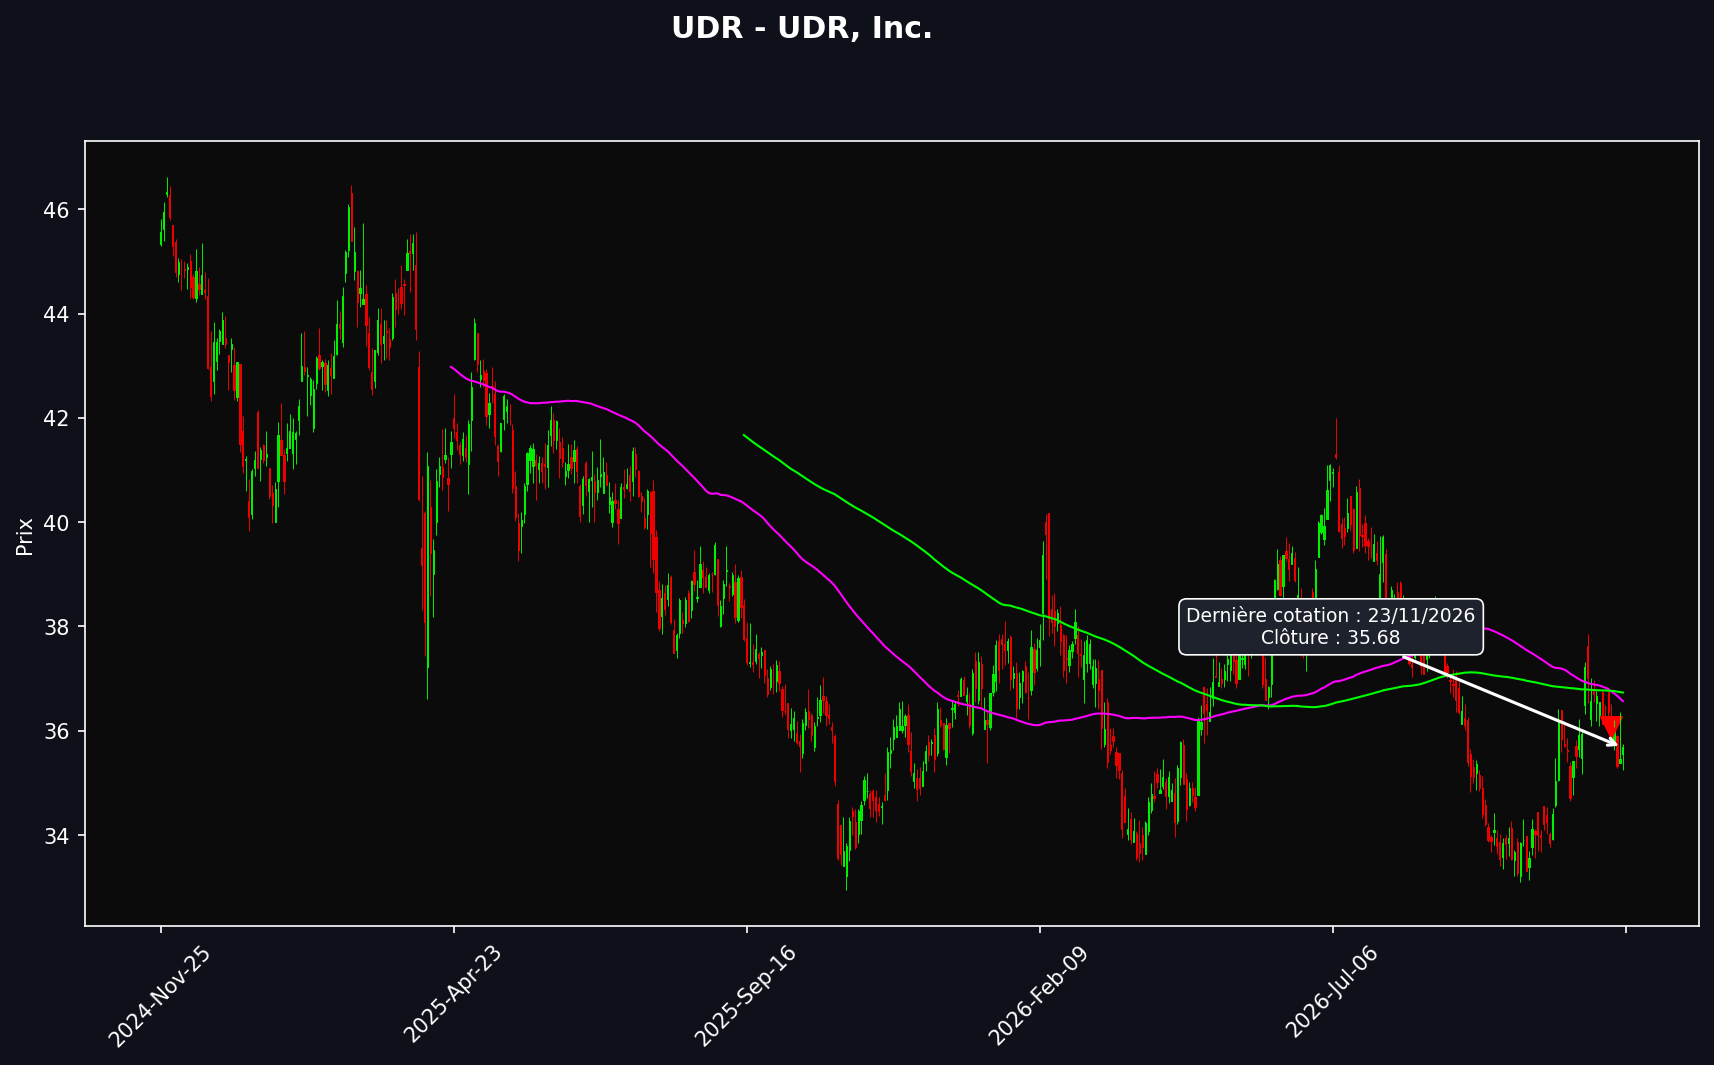 UDR - UDR, Inc.
Prix
46
44
42
40
38
36
34
Dernière cotation : 23/11/2026
Clôture : 35.68
2024-Nov-25
2025-Apr-23
2025-Sep-16
2026-Feb-09
2026-Jul-06